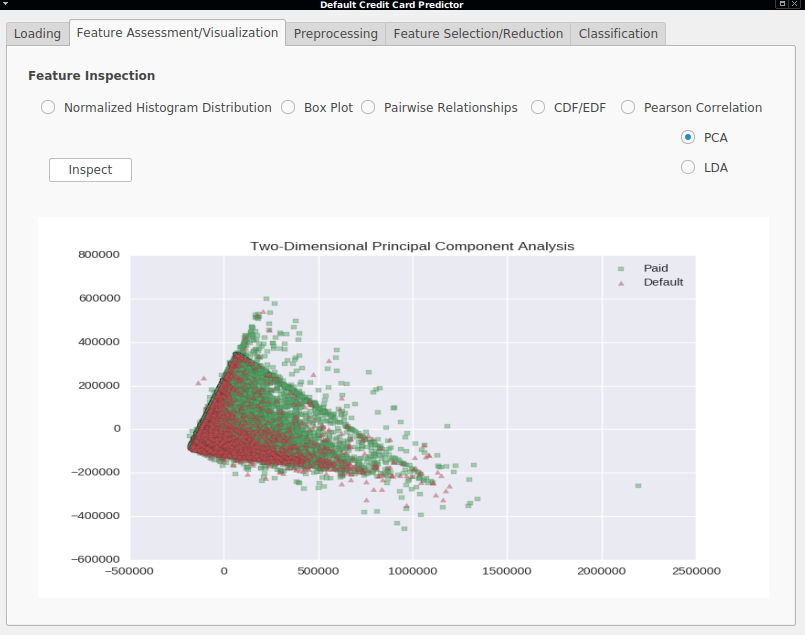 Default Credit Card Predictor
Loading Feature Assessment/Visualization Preprocessing Feature Selection/Reduction Classification
Feature Inspection
Normalized Histogram Distribution Box Plot Pairwise Relationships CDF/EDF Pearson Correlation
PCA
Inspect LDA
Two-Dimensional Principal Component Analysis
800000
Paid
Default
600000
400000
200000
0
−200000
−400000
−600000
−500000 0 500000 1000000 1500000 2000000 2500000